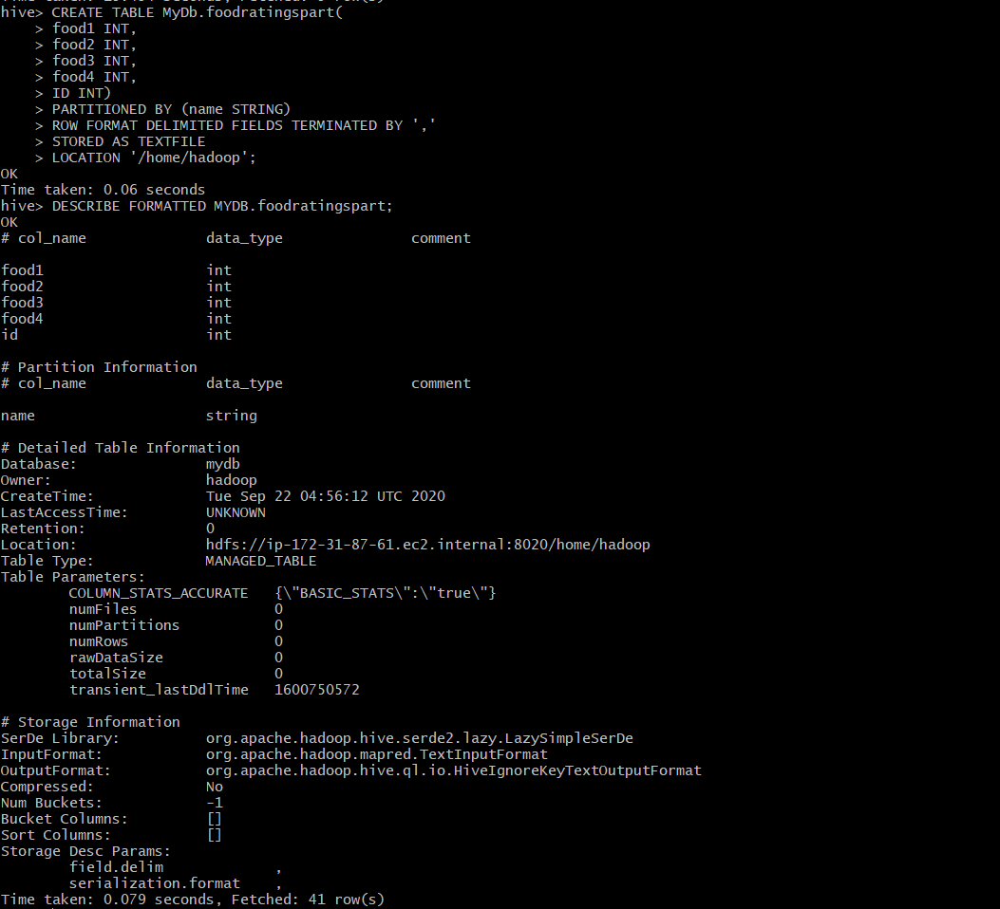 hive> CREATE TABLE MyDb.foodratingspart(
    > food1 INT,
    > food2 INT,
    > food3 INT,
    > food4 INT,
    > ID INT)
    > PARTITIONED BY (name STRING)
    > ROW FORMAT DELIMITED FIELDS TERMINATED BY ','
    > STORED AS TEXTFILE
    > LOCATION '/home/hadoop';
OK
Time taken: 0.06 seconds
hive> DESCRIBE FORMATTED MYDB.foodratingspart;
OK
# col_name              data_type               comment
food1                   int
food2                   int
food3                   int
food4                   int
id                      int
# Partition Information
# col_name              data_type               comment
name                    string
# Detailed Table Information
Database:               mydb
Owner:                  hadoop
CreateTime:             Tue Sep 22 04:56:12 UTC 2020
LastAccessTime:         UNKNOWN
Retention:              0
Location:               hdfs://ip-172-31-87-61.ec2.internal:8020/home/hadoop
Table Type:             MANAGED_TABLE
Table Parameters:
        COLUMN_STATS_ACCURATE   {\"BASIC_STATS\":\"true\"}
        numFiles                0
        numPartitions           0
        numRows                 0
        rawDataSize             0
        totalSize               0
        transient_lastDdlTime   1600750572
# Storage Information
SerDe Library:          org.apache.hadoop.hive.serde2.lazy.LazySimpleSerDe
InputFormat:            org.apache.hadoop.mapred.TextInputFormat
OutputFormat:           org.apache.hadoop.hive.ql.io.HiveIgnoreKeyTextOutputFormat
Compressed:             No
Num Buckets:            -1
Bucket Columns:         []
Sort Columns:           []
Storage Desc Params:
        field.delim             ,
        serialization.format    ,
Time taken: 0.079 seconds, Fetched: 41 row(s)